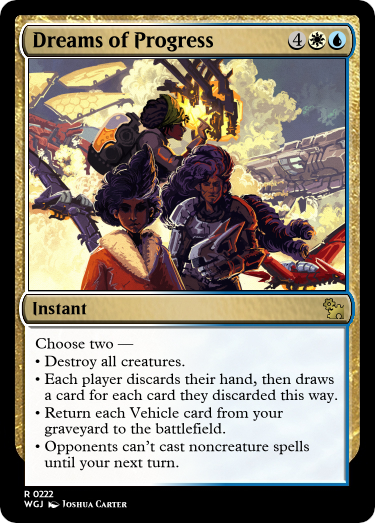 Dreams of Progress 4
Instant
Choose two —
• Destroy all creatures.
• Each player discards their hand, then draws
a card for each card they discarded this way.
• Return each Vehicle card from your
graveyard to the battlefield.
• Opponents can't cast noncreature spells
until your next turn.
R 0222
WGJ Joshua Carter